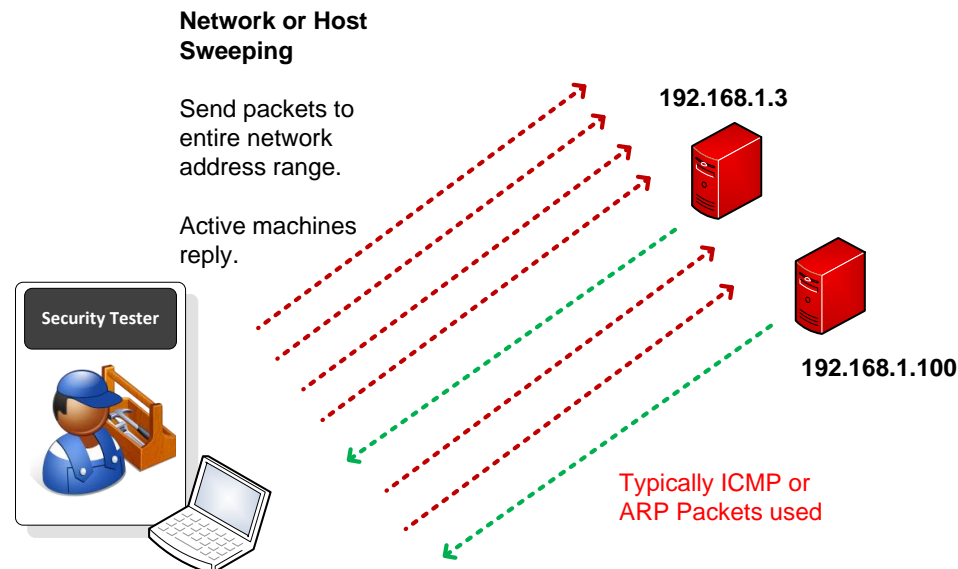 Network or Host
Sweeping
Send packets to
entire network
address range.
Active machines
reply.
192.168.1.3
Security Tester
192.168.1.100
Typically ICMP or
ARP Packets used